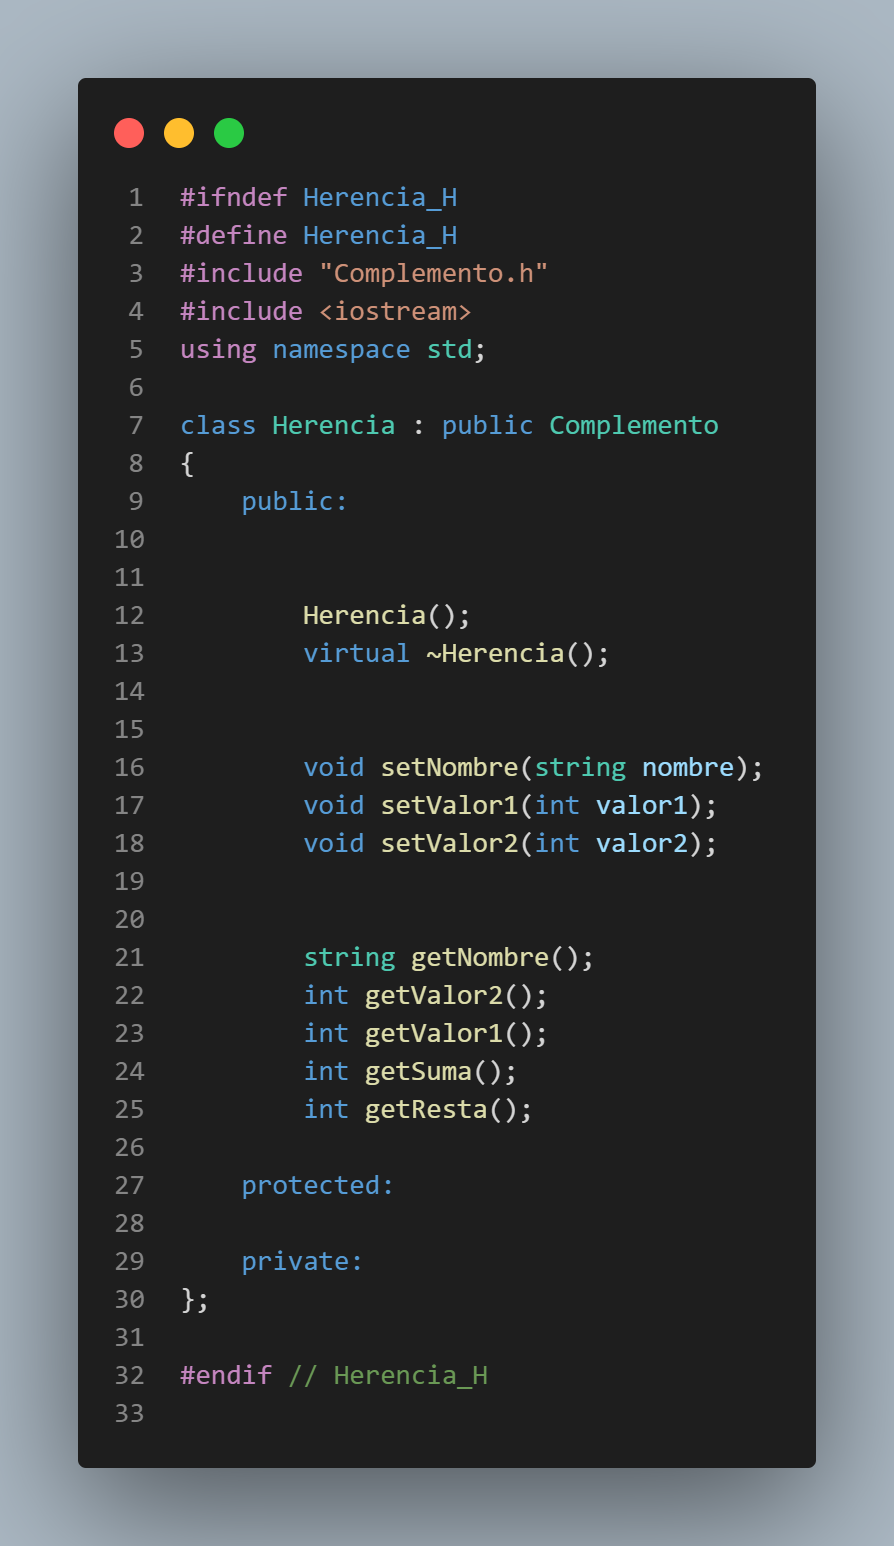 1 #ifndef Herencia_H
2 #define Herencia_H
3 #include "Complemento.h"
4 #include <iostream>
5 using namespace std;
6
7 class Herencia : public Complemento
8 {
9     public:
10
11
12         Herencia();
13         virtual ~Herencia();
14
15
16         void setNombre(string nombre);
17         void setValor1(int valor1);
18         void setValor2(int valor2);
19
20
21         string getNombre();
22         int getValor2();
23         int getValor1();
24         int getSuma();
25         int getResta();
26
27     protected:
28
29     private:
30 };
31
32 #endif // Herencia_H
33